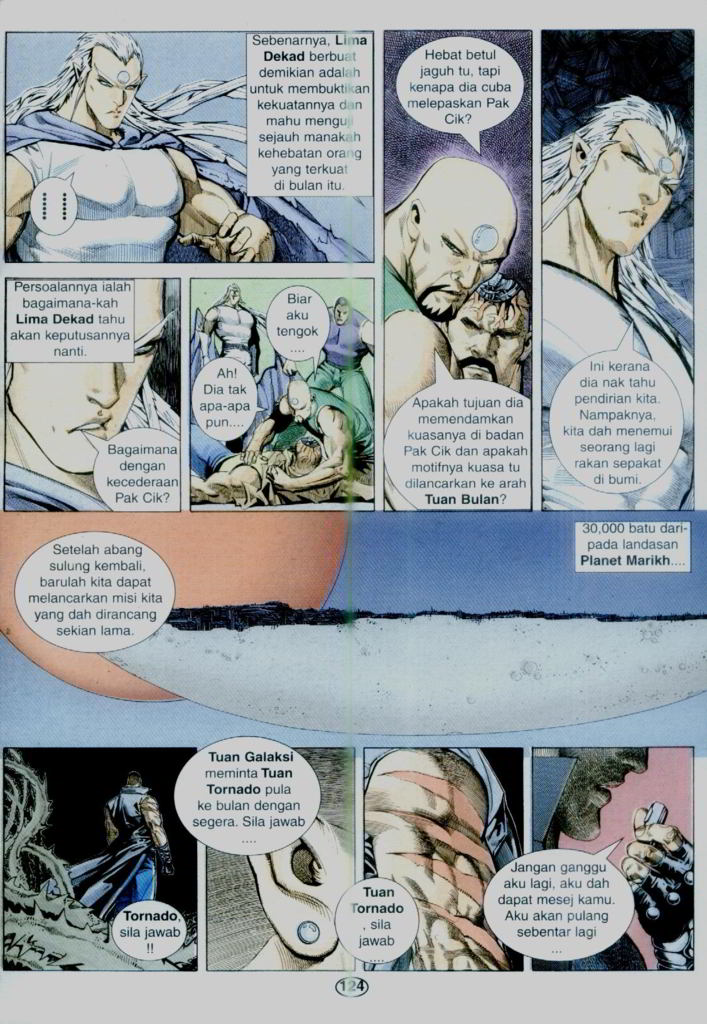 Sebenarnya, Lima
Dekad berbuat
demikian adalah
untuk membuktikan
kekuatannya dan
mahu menguji
sejauh manakah
kehebatan orang
yang terkuat
di bulan itu.
!!
Hebat betul
jaguh tu, tapi
kenapa dia cuba
melepaskan Pak
Cik?
Persoalannya ialah
bagaimana-kah
Lima Dekad tahu
akan keputusannya
nanti.
Bagaimana
dengan
kecederaan
Pak Cik?
Biar
aku
tengok
....
Ah!
Dia tak
apa-apa
pun....
Apakah tujuan dia
memendamkan
kuasanya di badan
Pak Cik dan apakah
motifnya kuasa tu
dilancarkan ke arah
Tuan Bulan?
Ini kerana
dia nak tahu
pendirian kita.
Nampaknya,
kita dah menemui
seorang lagi
rakan sepakat
di bumi.
30,000 batu dari-
pada landasan
Planet Marikh....
Setelah abang
sulung kembali,
barulah kita dapat
melancarkan misi kita
yang dah dirancang
sekian lama.
Tornado,
sila jawab
!!
Tuan Galaksi
meminta Tuan
Tornado pula
ke bulan dengan
segera. Sila jawab
....
Tuan
Tornado
, sila
jawab
....
Jangan ganggu
aku lagi, aku dah
dapat mesej kamu.
Aku akan pulang
sebentar lagi
...
124